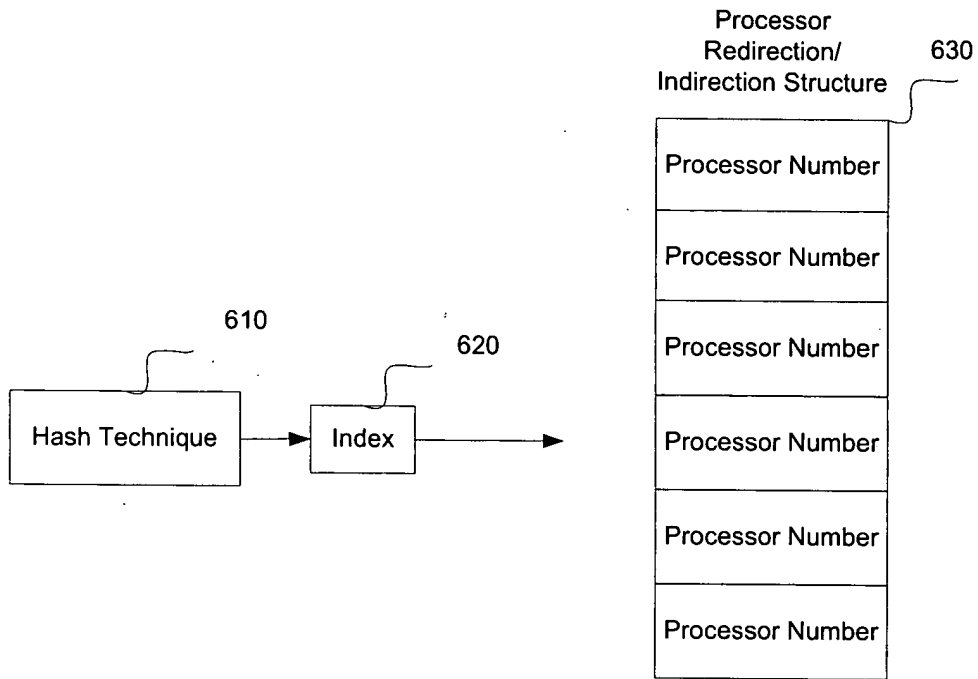 Processor
Redirection/
Indirection Structure
630
Processor Number
Processor Number
610
620
Processor Number
Hash Technique
Index
Processor Number
Processor Number
Processor Number